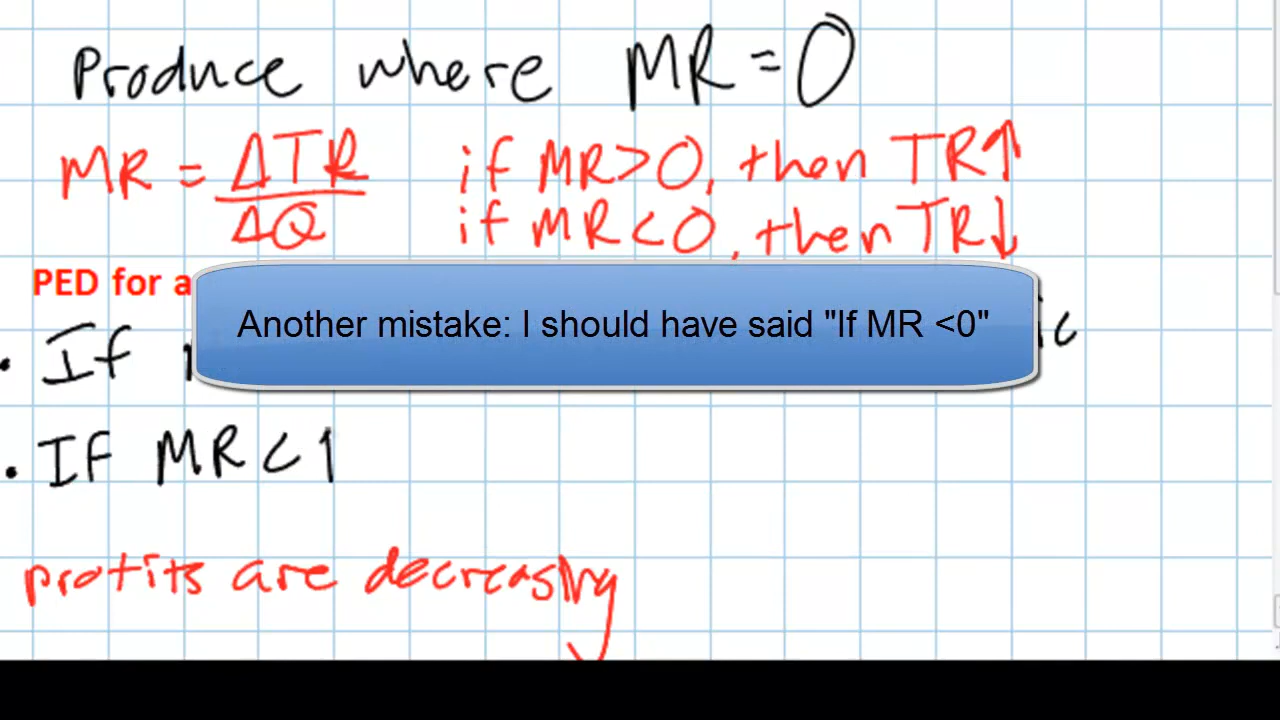 Produce where MR = 0
MR = ΔTR / ΔQ if MR > 0, then TR↑
if MR < 0, then TR↓
PED for a
Another mistake: I should have said "If MR <0"
• If
• If MR < 1
profits are decreasing